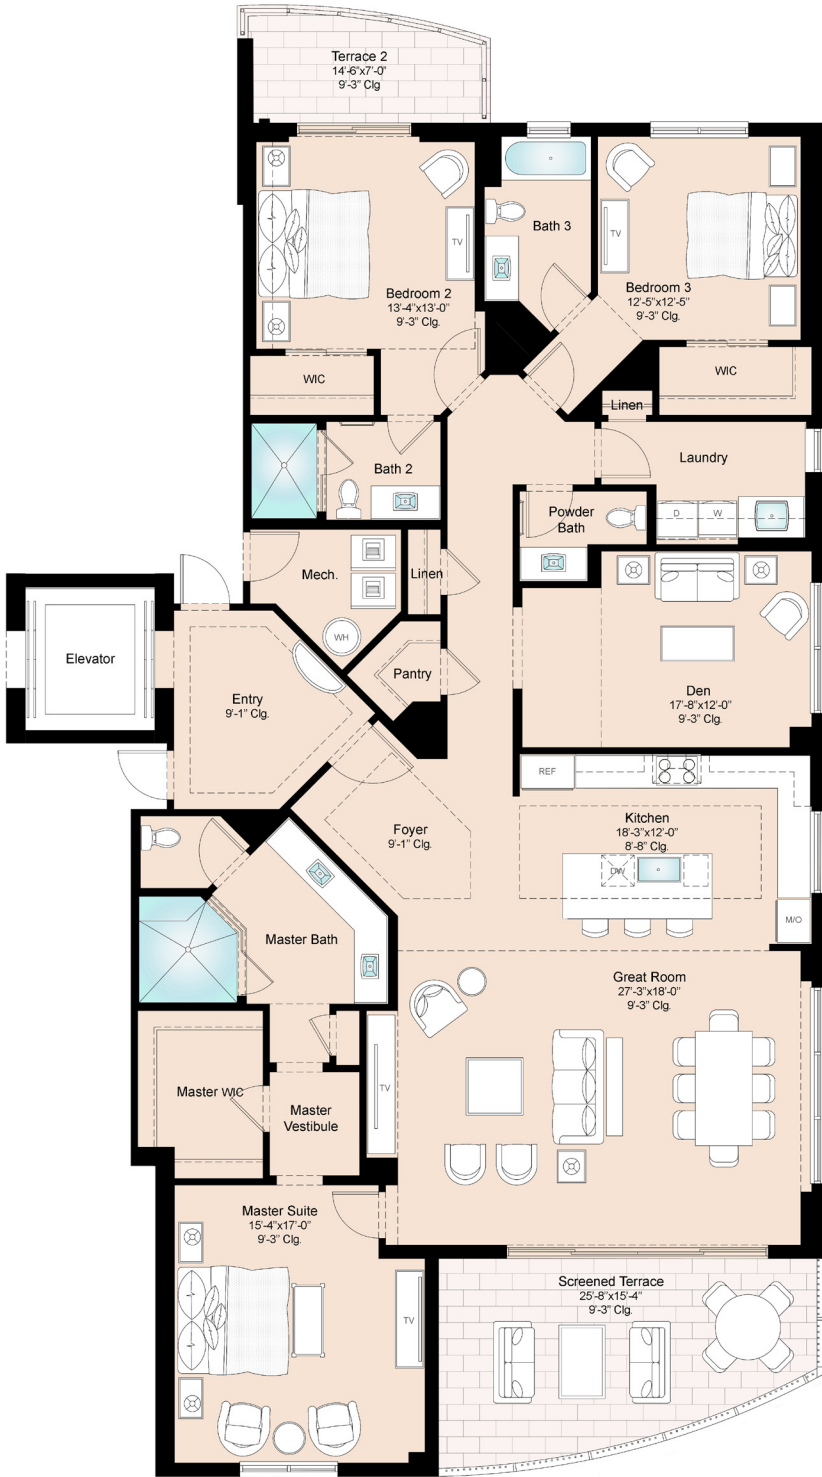 Terrace 2
14'-6"x7'-0"
9'-3" Clg
Bath 3
TV
TV
Bedroom 2
13'-4"x13'-0"
9'-3" Clg.
Bedroom 3
12'-5"x12'-5"
9'-3" Clg.
WIC
WIC
Linen
Bath 2
Laundry
Powder
Bath
D
W
Mech.
Linen
WH
Elevator
Pantry
Entry
9'-1" Clg.
Den
17'-8"x12'-0"
9'-3" Clg.
REF
Foyer
9'-1" Clg.
Kitchen
18'-3"x12'-0"
8'-8" Clg.
DW
M/O
Master Bath
Great Room
27'-3"x18'-0"
9'-3" Clg.
TV
Master WIC
Master
Vestibule
Master Suite
15'-4"x17'-0"
9'-3" Clg.
TV
Screened Terrace
25'-8"x15'-4"
9'-3" Clg.